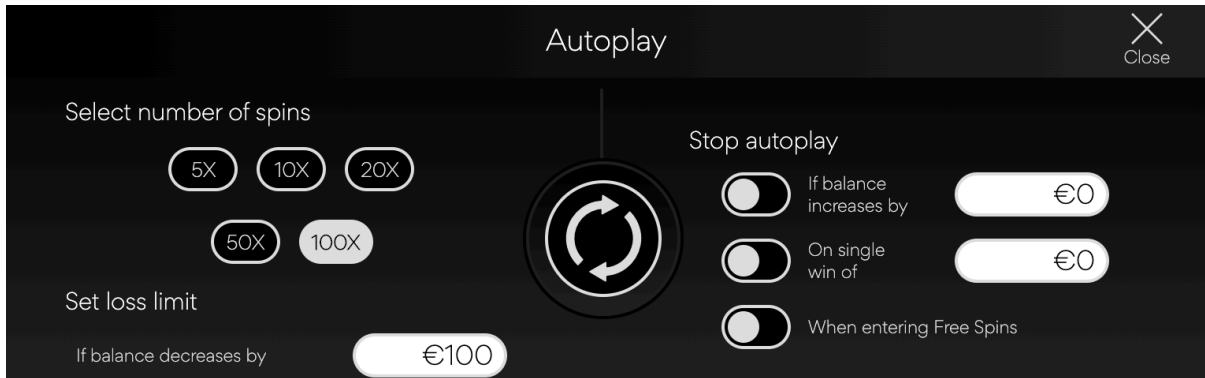 Autoplay
Close
Select number of spins
5X 10X 20X
50X 100X
Set loss limit
If balance decreases by €100
Stop autoplay
If balance
increases by €0
On single
win of €0
When entering Free Spins